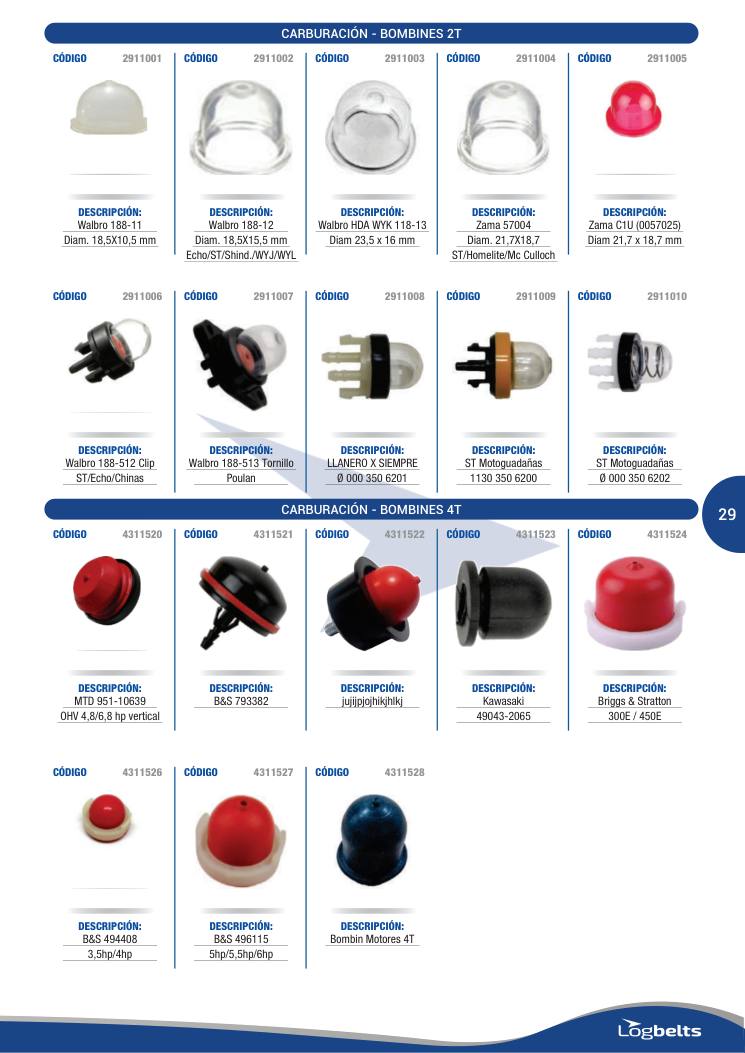 CARBURACIÓN - BOMBINES 2T
CÓDIGO 2911001
DESCRIPCIÓN:
Walbro 188-11
Diam. 18,5X10,5 mm
CÓDIGO 2911002
DESCRIPCIÓN:
Walbro 188-12
Diam. 18,5X15,5 mm
Echo/ST/Shind./WYJ/WYL
CÓDIGO 2911003
DESCRIPCIÓN:
Walbro HDA WYK 118-13
Diam 23,5 x 16 mm
CÓDIGO 2911004
DESCRIPCIÓN:
Zama 57004
Diam. 21,7X18,7
ST/Homelite/Mc Culloch
CÓDIGO 2911005
DESCRIPCIÓN:
Zama C1U (0057025)
Diam 21,7 x 18,7 mm
CÓDIGO 2911006
DESCRIPCIÓN:
Walbro 188-512 Clip
ST/Echo/Chinas
CÓDIGO 2911007
DESCRIPCIÓN:
Walbro 188-513 Tornillo
Poulan
CÓDIGO 2911008
DESCRIPCIÓN:
LLANERO X SIEMPRE
Ø 000 350 6201
CÓDIGO 2911009
DESCRIPCIÓN:
ST Motoguadañas
1130 350 6200
CÓDIGO 2911010
DESCRIPCIÓN:
ST Motoguadañas
Ø 000 350 6202
CARBURACIÓN - BOMBINES 4T
29
CÓDIGO 4311520
DESCRIPCIÓN:
MTD 951-10639
OHV 4,8/6,8 hp vertical
CÓDIGO 4311521
DESCRIPCIÓN:
B&S 793382
CÓDIGO 4311522
DESCRIPCIÓN:
jujijpjojhikjhlkj
CÓDIGO 4311523
DESCRIPCIÓN:
Kawasaki
49043-2065
CÓDIGO 4311524
DESCRIPCIÓN:
Briggs & Stratton
300E / 450E
CÓDIGO 4311526
DESCRIPCIÓN:
B&S 494408
3,5hp/4hp
CÓDIGO 4311527
DESCRIPCIÓN:
B&S 496115
5hp/5,5hp/6hp
CÓDIGO 4311528
DESCRIPCIÓN:
Bombin Motores 4T
Logbelts